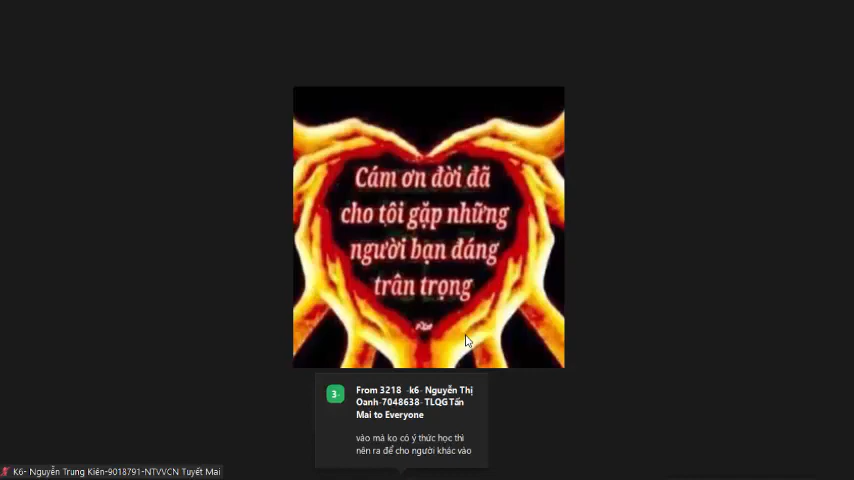 Cám ơn đời đã
cho tôi gặp những
người bạn đáng
trân trọng
3-
From 3218 -k6- Nguyễn Thị
Oanh-7048638- TLQG Tấn
Mai to Everyone
vào mà ko có ý thức học thì
nên ra để cho người khác vào
K6- Nguyễn Trung Kiên-9018791-NTVVCN Tuyết Mai